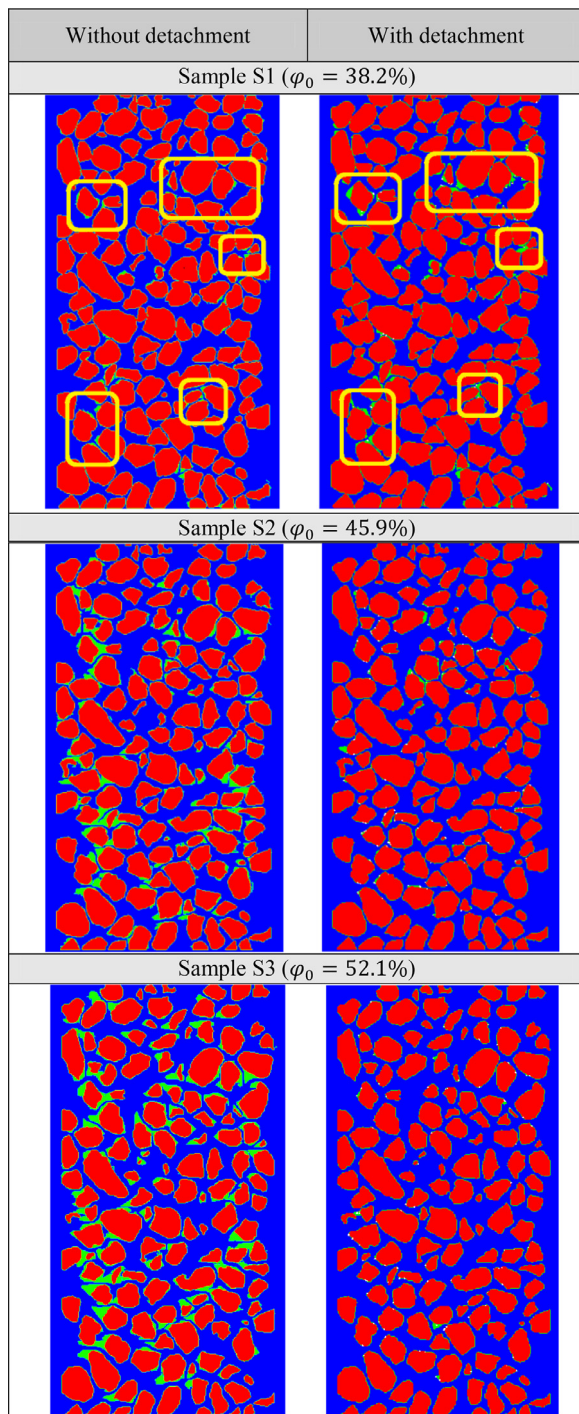 Without detachment With detachment
Sample S1 (φ₀ = 38.2%)
Sample S2 (φ₀ = 45.9%)
Sample S3 (φ₀ = 52.1%)